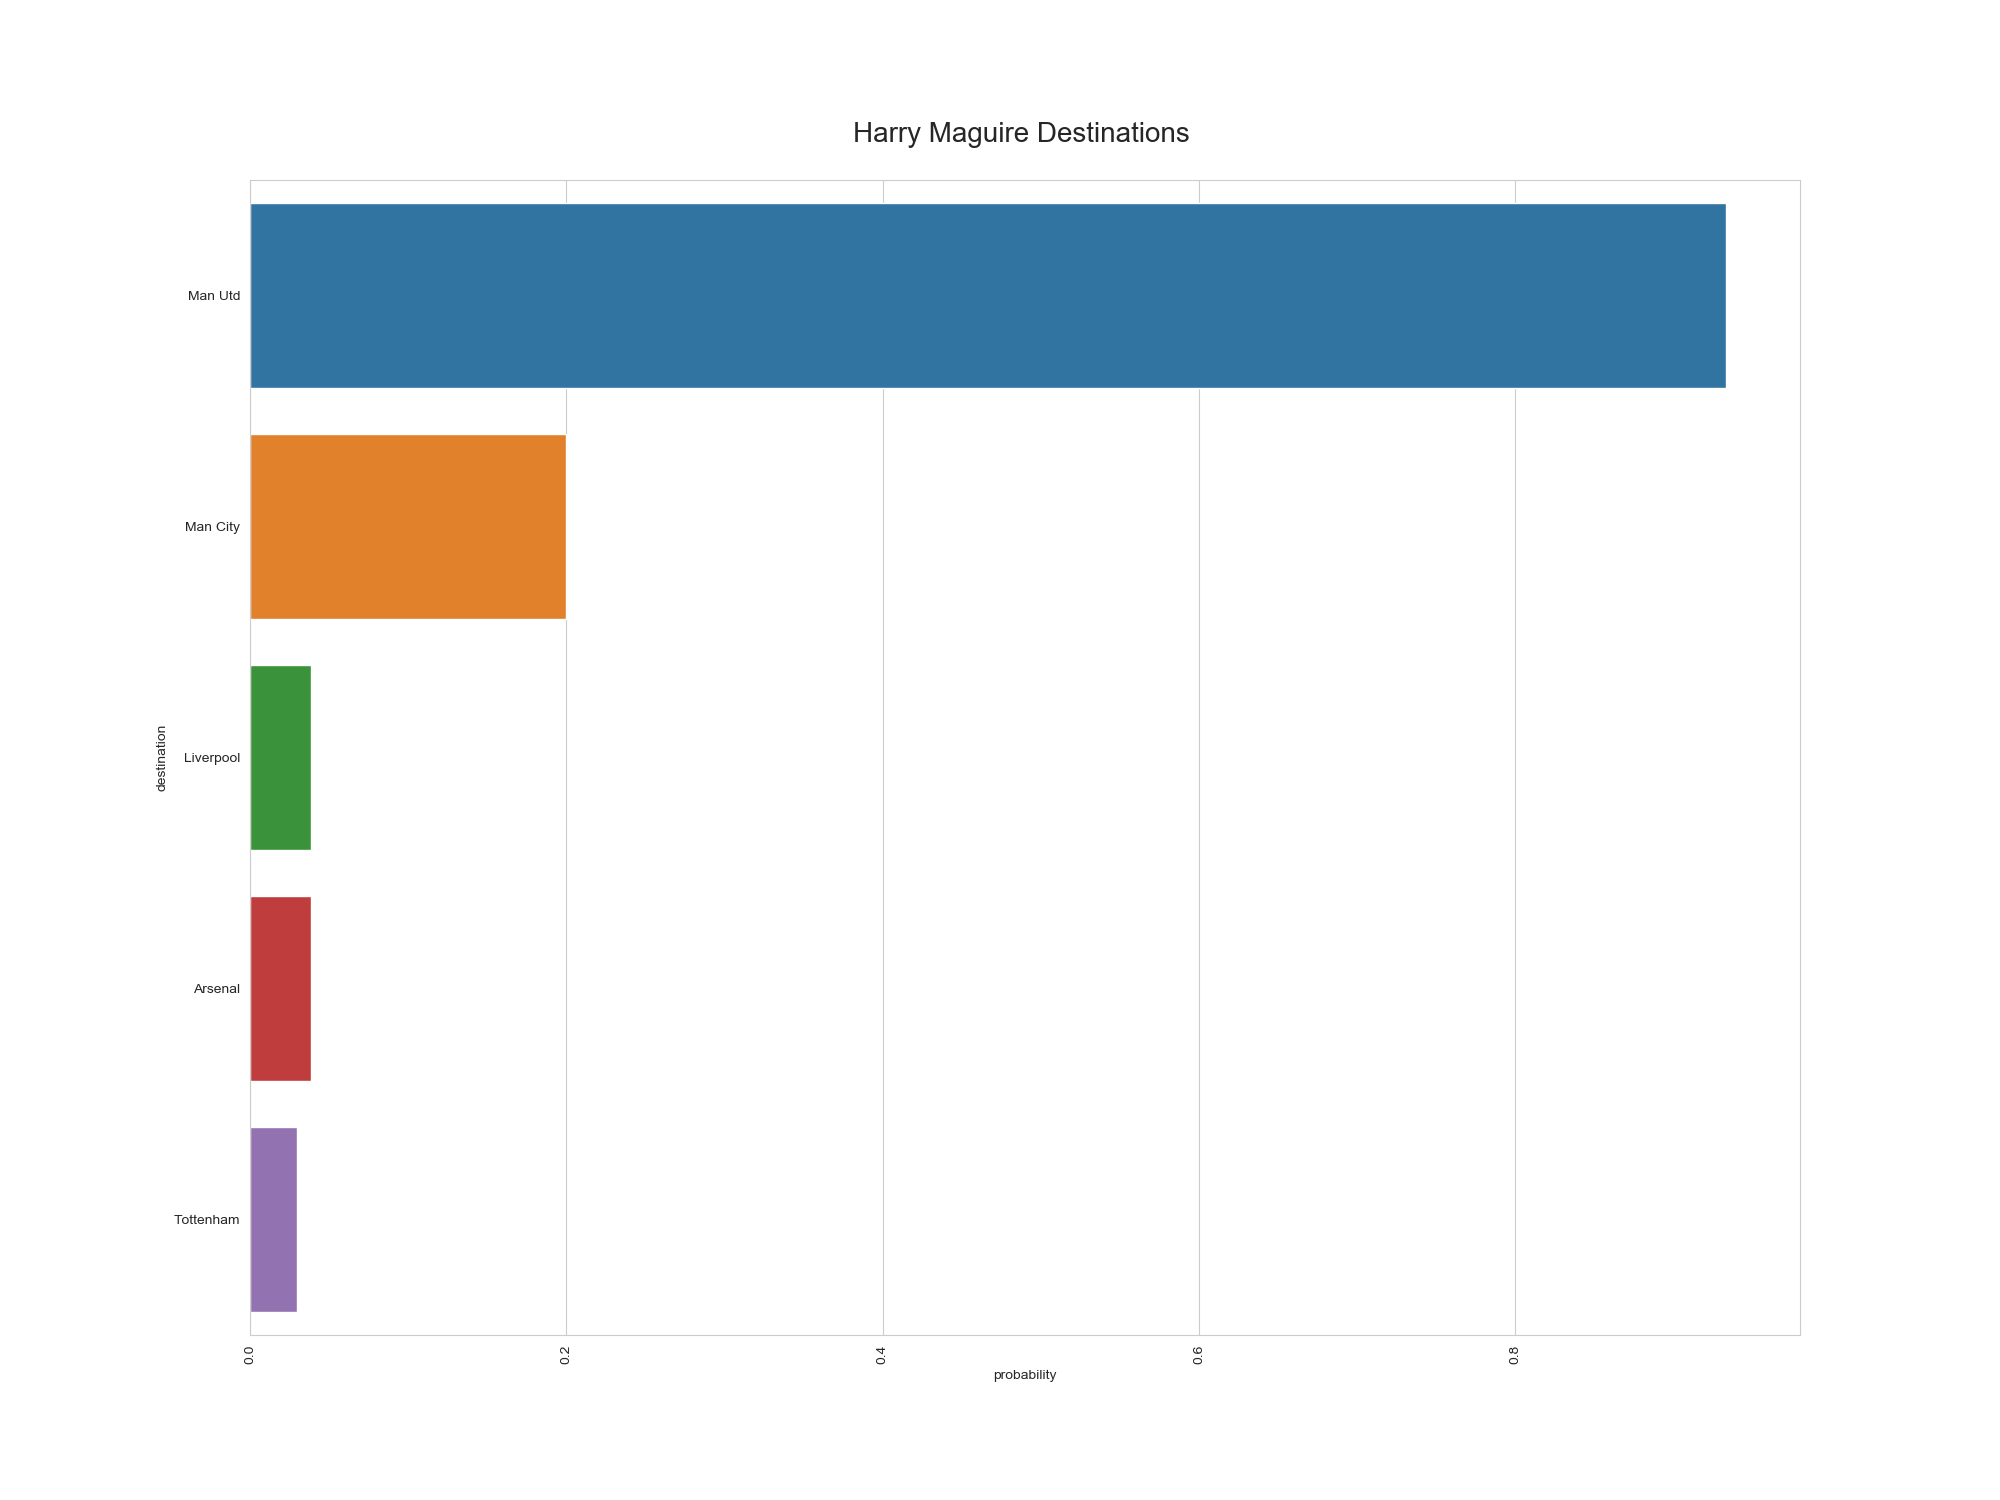 Harry Maguire Destinations
Man Utd
Man City
Liverpool
Arsenal
Tottenham
destination
0.0
0.2
0.4
0.6
0.8
probability